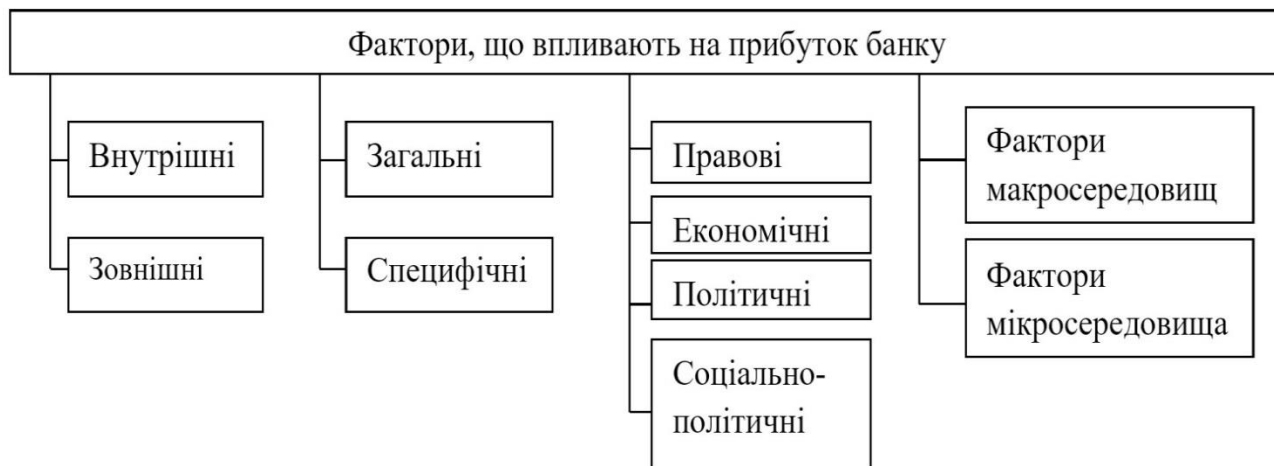 Фактори, що впливають на прибуток банку
Внутрішні
Зовнішні
Загальні
Специфічні
Правові
Економічні
Політичні
Соціально-
політичні
Фактори
макросередовищ
Фактори
мікросередовища